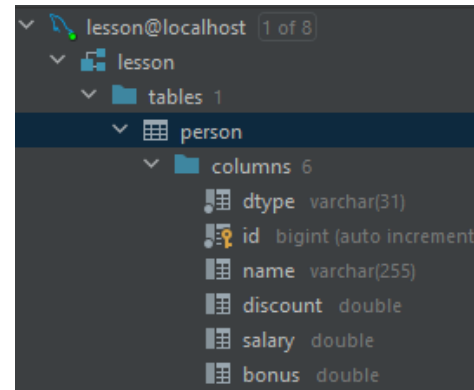 lesson@localhost 1 of 8
lesson
tables 1
person
columns 6
dtype varchar(31)
id bigint (auto increment
name varchar(255)
discount double
salary double
bonus double